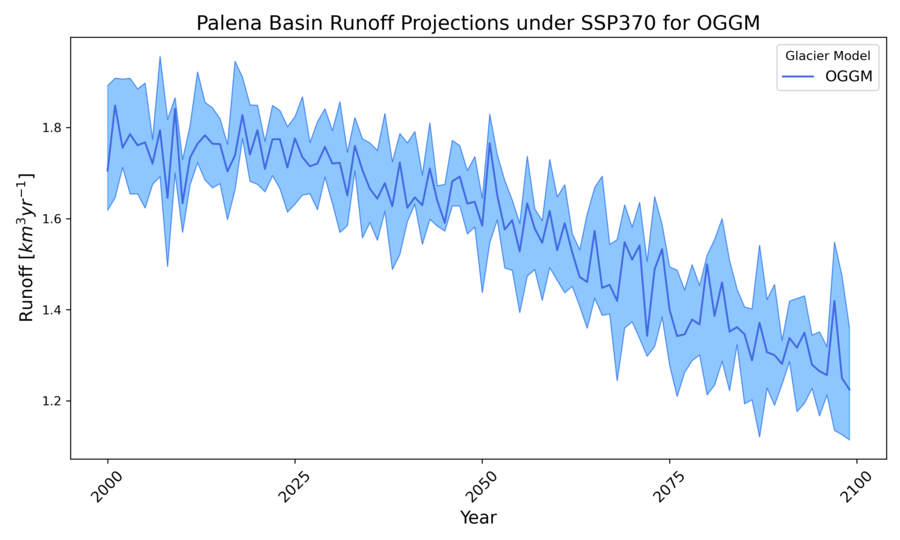 Palena Basin Runoff Projections under SSP370 for OGGM
Glacier Model
OGGM
Runoff [km³yr⁻¹]
1.8
1.6
1.4
1.2
2000
2025
2050
2075
2100
Year